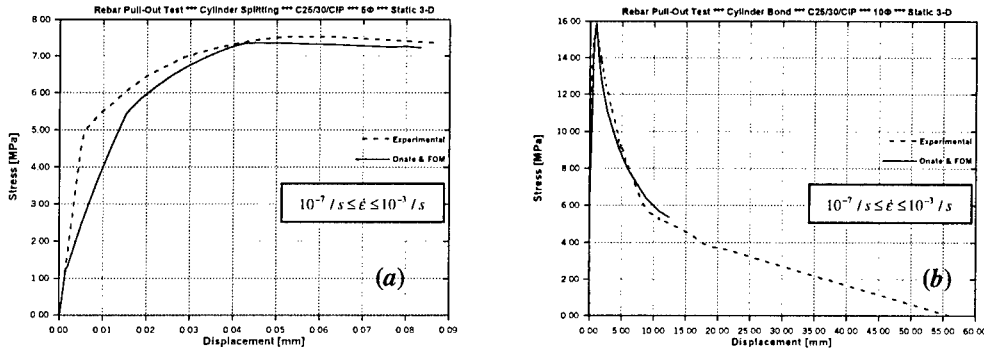 Rebar Pull-Out Test *** Cylinder Splitting *** C25/30/CIP *** 5Φ *** Static 3-D
8 00
7.00
6.00
5.00
4.00
3.00
2.00
1.00
0 00
Stress [MPa]
Experimental
Onate & FOM
10⁻⁷ / s ≤ ε̇ ≤ 10⁻³ / s
(a)
0 00 0.01 0.02 0.03 0.04 0.05 0.06 0.07 0.08 0.09
Displacement [mm]
Rebar Pull-Out Test *** Cylinder Bond *** C25/30/CIP *** 10Φ *** Static 3-D
16.00
14 00
12 00
10.00
8 00
6 00
4 00
2 00
0 00
Stress [MPa]
Experimental
Onate & FOM
10⁻⁷ / s ≤ ε̇ ≤ 10⁻³ / s
(b)
0 00 5 00 10 00 15 00 20.00 25 00 30 00 35.00 40 00 45.00 50.00 55.00 60.00
Displacement [mm]